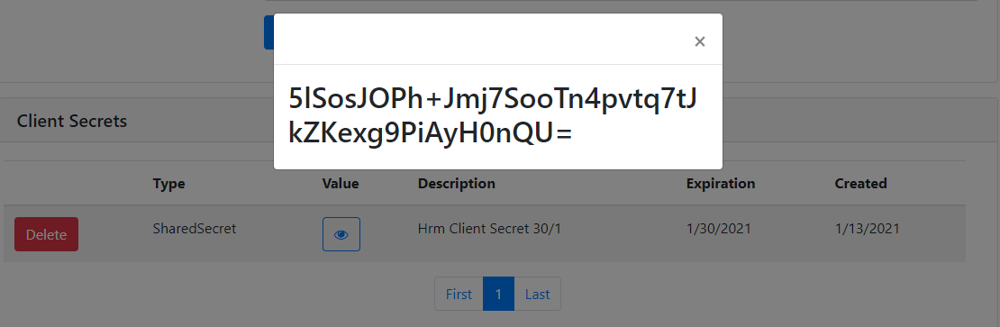 ×
5lSosJOPh+Jmj7SooTn4pvtq7tJ
kZKexg9PiAyH0nQU=
Client Secrets
Type Value Description Expiration Created
Delete SharedSecret Hrm Client Secret 30/1 1/30/2021 1/13/2021
First 1 Last